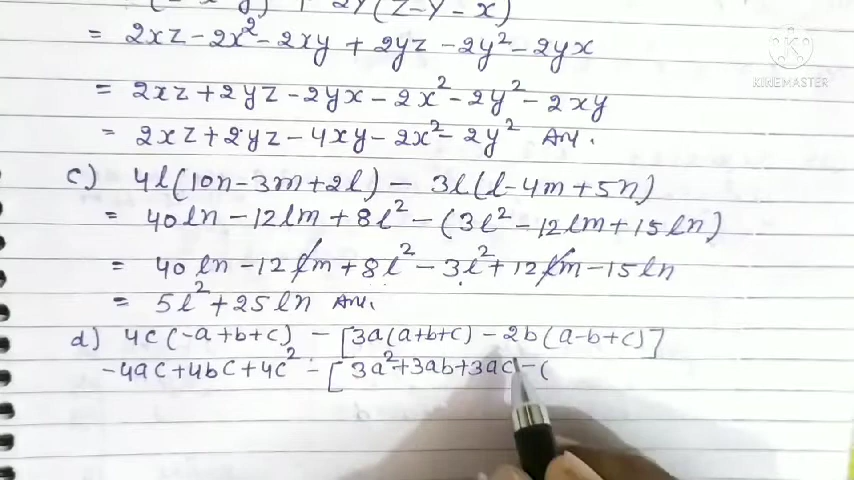 2y(z-y-x)
= 2xz-2x²-2xy+2yz-2y²-2yx
KINEMASTER
= 2xz+2yz-2yx-2x²-2y²-2xy
= 2xz+2yz-4xy-2x²-2y² Ans.
c) 4l(10n-3m+2l) - 3l(l-4m+5n)
= 40ln-12lm+8l²-(3l²-12lm+15ln)
= 40ln-12lm+8l²-3l²+12lm-15ln
= 5l²+25ln Ans.
d) 4c(-a+b+c) - [3a(a+b+c)-2b(a-b+c)]
-4ac+4bc+4c²-[3a²+3ab+3ac-(